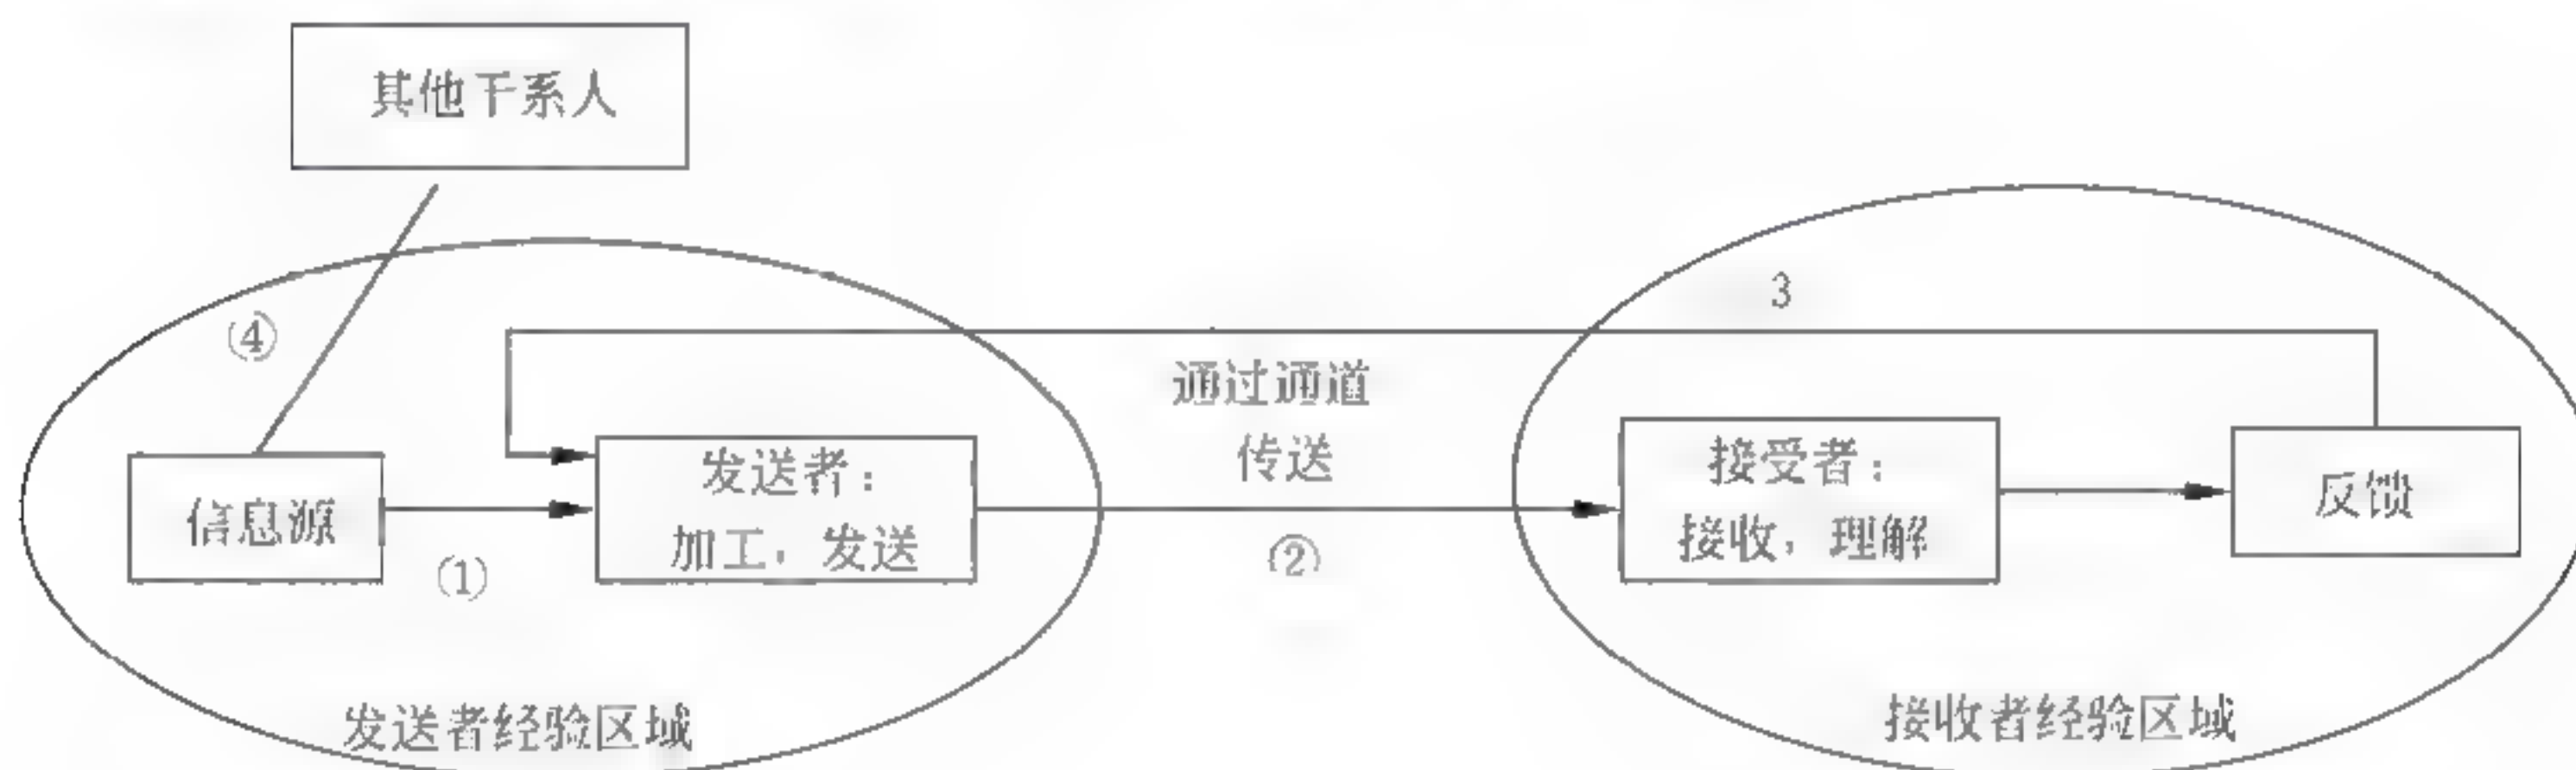 其他干系人
④
3
通过通道
传送
信息源
发送者：
加工，发送
接受者：
接收，理解
反馈
①
②
发送者经验区域
接收者经验区域